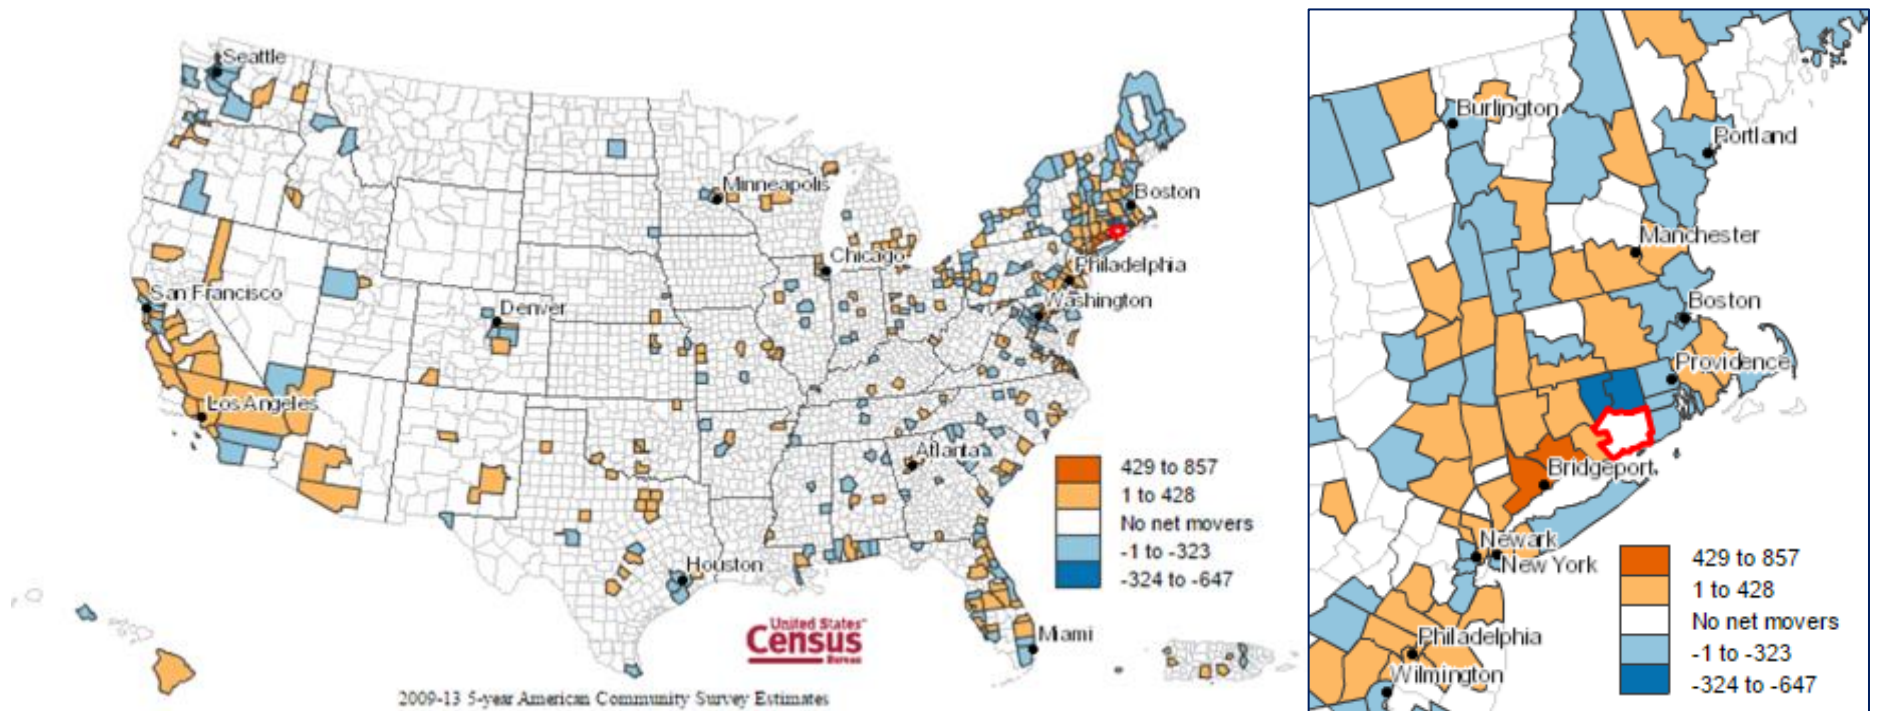 Seattle
Minneapolis
Boston
Chicago
Philadelphia
San Francisco
Washington
Denver
Los Angeles
Atlanta
429 to 857
1 to 428
No net movers
-1 to -323
-324 to -647
Houston
United States™
Census
Bureau
Miami
2009-13 5-year American Community Survey Estimates
Burlington
Portland
Manchester
Boston
Providence
Bridgeport
Newark
New York
429 to 857
1 to 428
No net movers
-1 to -323
-324 to -647
Philadelphia
Wilmington